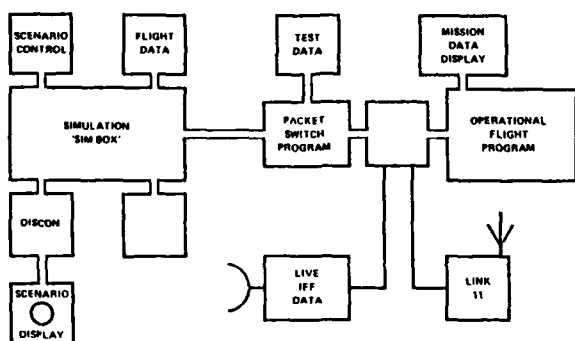 SCENARIO
CONTROL
FLIGHT
DATA
TEST
DATA
MISSION
DATA
DISPLAY
SIMULATION
'SIM BOX'
PACKET
SWITCH
PROGRAM
OPERATIONAL
FLIGHT
PROGRAM
DISCON
SCENARIO
DISPLAY
LIVE
IFF
DATA
LINK
11